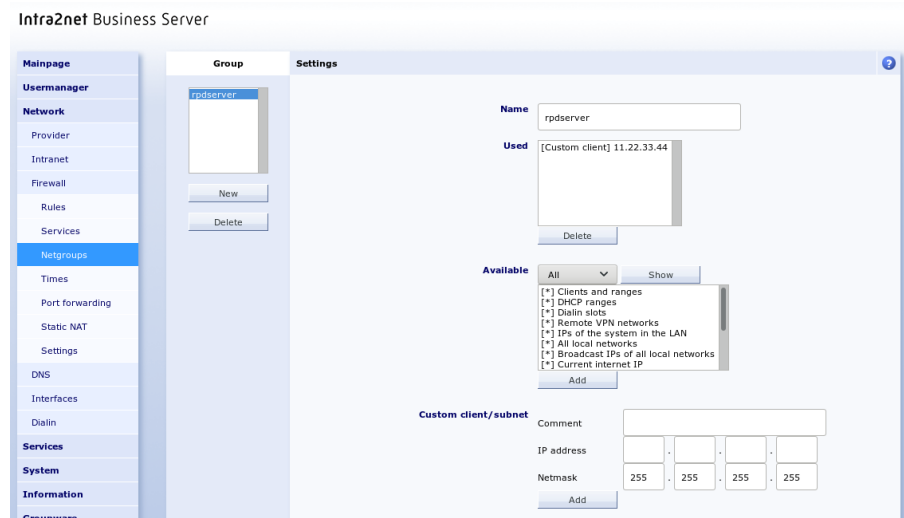 Intra2net Business Server
Mainpage
Usermanager
Network
Provider
Intranet
Firewall
Rules
Services
Netgroups
Times
Port forwarding
Static NAT
Settings
DNS
Interfaces
Dialin
Services
System
Information
Groupware
Group
rpdserver
New
Delete
Settings
?
Name
rpdserver
Used
[Custom client] 11.22.33.44
Delete
Available
All
Show
[*] Clients and ranges
[*] DHCP ranges
[*] Dialin slots
[*] Remote VPN networks
[*] IPs of the system in the LAN
[*] All local networks
[*] Broadcast IPs of all local networks
[*] Current internet IP
Add
Custom client/subnet
Comment
IP address . . .
Netmask 255 . 255 . 255 . 255
Add